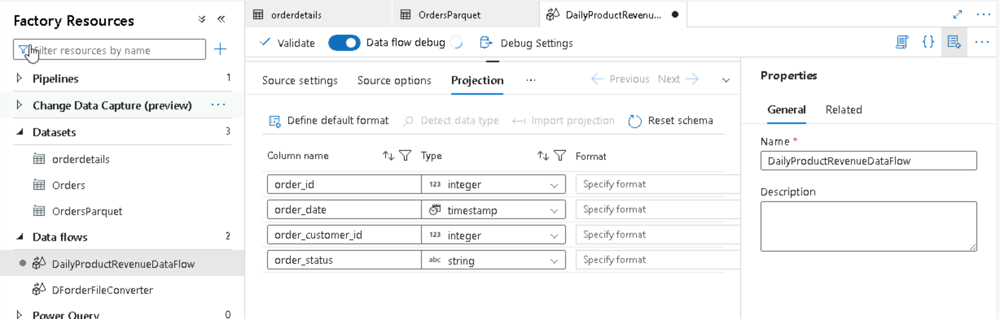 Factory Resources
Filter resources by name
Pipelines 1
Change Data Capture (preview) ...
Datasets 3
orderdetails
Orders
OrdersParquet
Data flows 2
DailyProductRevenueDataFlow
DForderFileConverter
Power Query 0
orderdetails OrdersParquet DailyProductRevenu... ...
Validate Data flow debug Debug Settings {} ...
Source settings Source options Projection ... Previous Next
Define default format Detect data type Import projection Reset schema
Column name Type Format
order_id 123 integer Specify format
order_date timestamp Specify format
order_customer_id 123 integer Specify format
order_status abc string Specify format
Properties
General Related
Name *
DailyProductRevenueDataFlow
Description